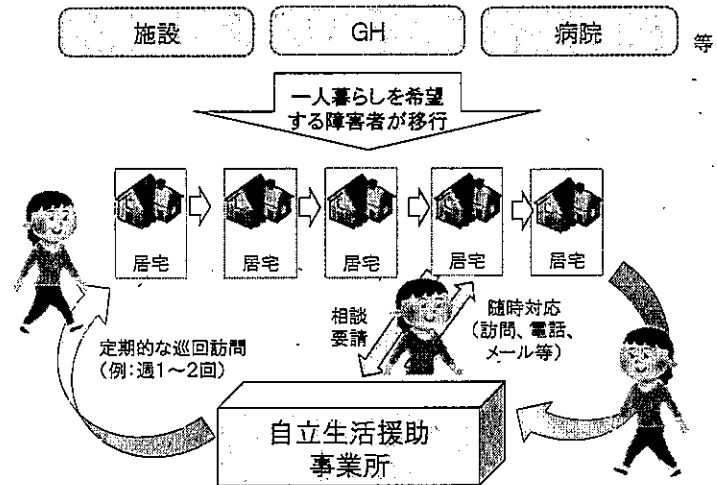 施設
GH
病院
等
一人暮らしを希望
する障害者が移行
居宅
居宅
居宅
居宅
居宅
定期的な巡回訪問
(例:週1～2回)
相談
要請
随時対応
(訪問、電話、
メール等)
自立生活援助
事業所